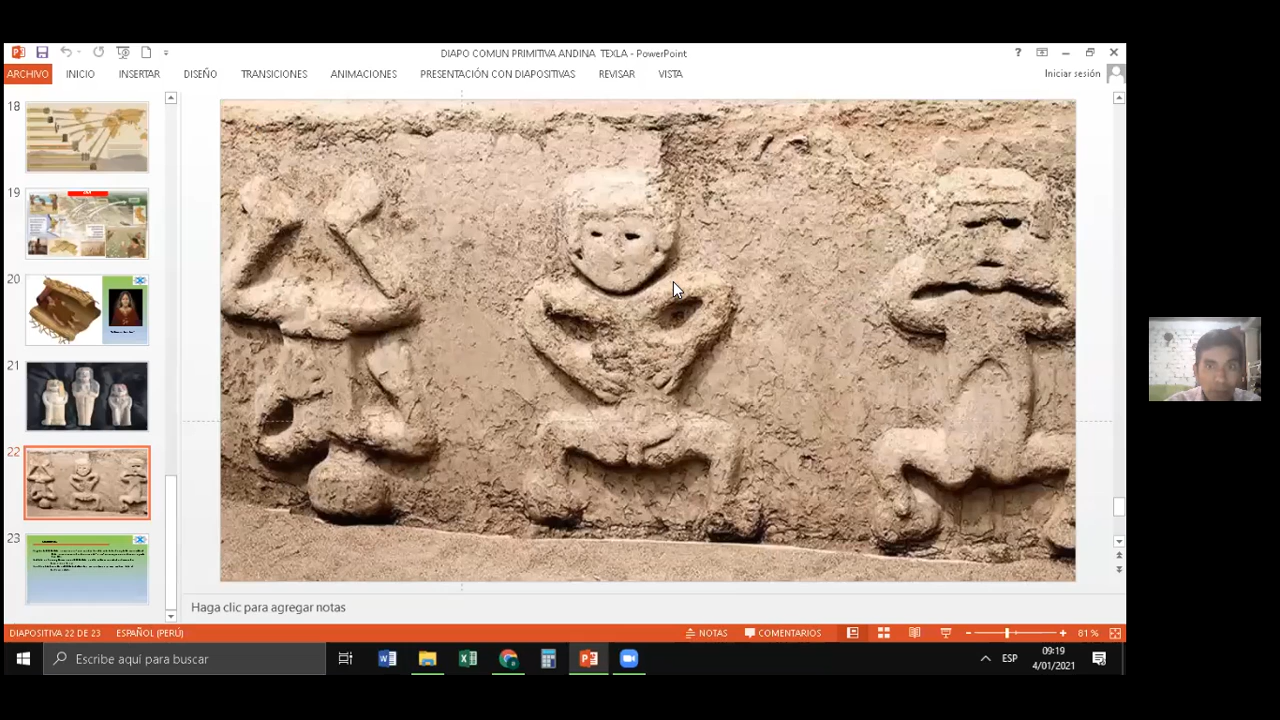 DIAPO COMUN PRIMITIVA ANDINA TEXLA - PowerPoint
ARCHIVO INICIO INSERTAR DISEÑO TRANSICIONES ANIMACIONES PRESENTACIÓN CON DIAPOSITIVAS REVISAR VISTA Iniciar sesión
18
19
20
21
22
23
Haga clic para agregar notas
DIAPOSITIVA 22 DE 23 ESPAÑOL (PERÚ) NOTAS COMENTARIOS 81 %
Escribe aquí para buscar
ESP
09:19
4/01/2021